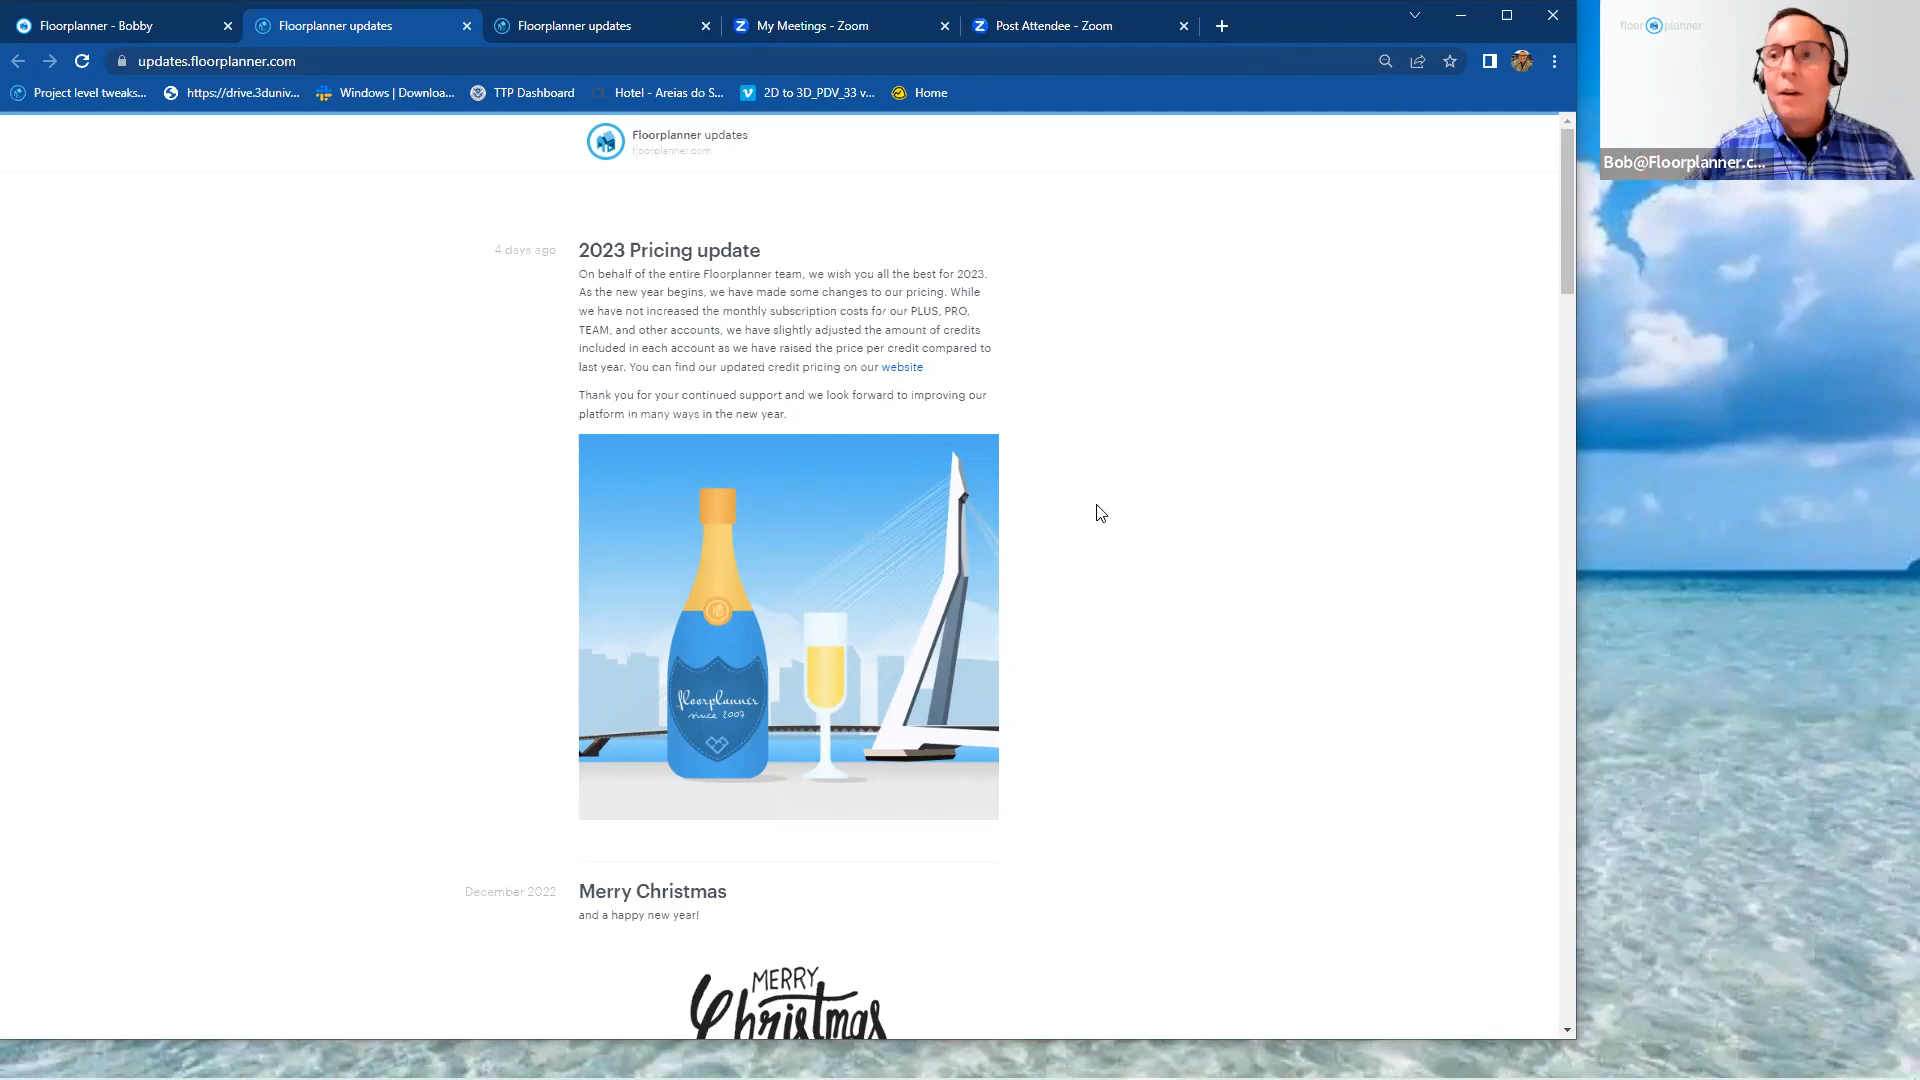 Floorplanner - Bobby
Floorplanner updates
Floorplanner updates
My Meetings - Zoom
Post Attendee - Zoom
updates.floorplanner.com
Project level tweaks...
https://drive.3duniv...
Windows | Downloa...
TTP Dashboard
Hotel - Areias do S...
2D to 3D_PDV_33 v...
Home
floorplanner
Bob@Floorplanner.c...
Floorplanner updates
floorplanner.com
4 days ago
2023 Pricing update
On behalf of the entire Floorplanner team, we wish you all the best for 2023.
As the new year begins, we have made some changes to our pricing. While
we have not increased the monthly subscription costs for our PLUS, PRO,
TEAM, and other accounts, we have slightly adjusted the amount of credits
included in each account as we have raised the price per credit compared to
last year. You can find our updated credit pricing on our website
Thank you for your continued support and we look forward to improving our
platform in many ways in the new year.
floorplanner
since 2007
December 2022
Merry Christmas
and a happy new year!
MERRY
Christmas